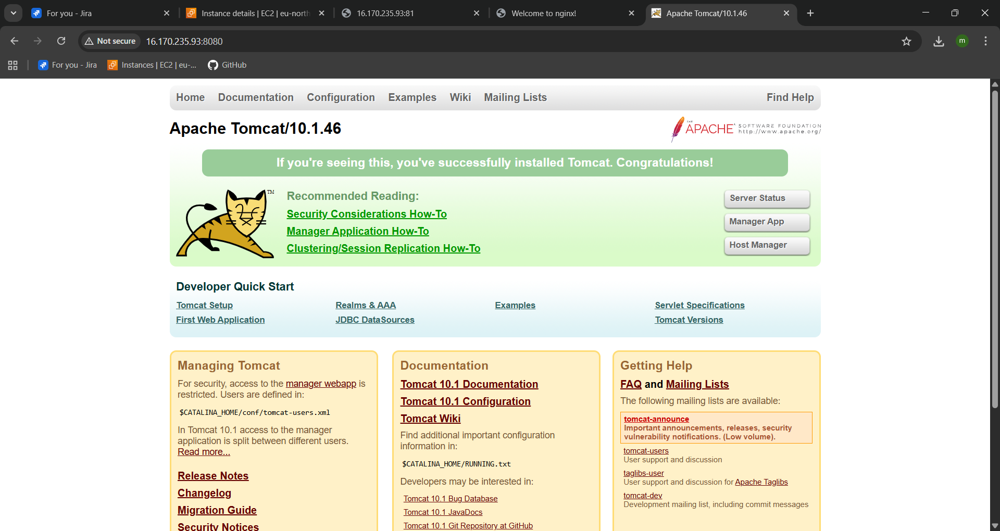 For you - Jira
Instance details | EC2 | eu-north
16.170.235.93:81
Welcome to nginx!
Apache Tomcat/10.1.46
Not secure
16.170.235.93:8080
m
For you - Jira
Instances | EC2 | eu-...
GitHub
Home Documentation Configuration Examples Wiki Mailing Lists Find Help
Apache Tomcat/10.1.46
THE APACHE SOFTWARE FOUNDATION
http://www.apache.org/
If you're seeing this, you've successfully installed Tomcat. Congratulations!
TM
Recommended Reading:
Security Considerations How-To
Manager Application How-To
Clustering/Session Replication How-To
Server Status
Manager App
Host Manager
Developer Quick Start
Tomcat Setup
First Web Application
Realms & AAA
JDBC DataSources
Examples
Servlet Specifications
Tomcat Versions
Managing Tomcat
For security, access to the manager webapp is
restricted. Users are defined in:
$CATALINA_HOME/conf/tomcat-users.xml
In Tomcat 10.1 access to the manager
application is split between different users.
Read more...
Release Notes
Changelog
Migration Guide
Security Notices
Documentation
Tomcat 10.1 Documentation
Tomcat 10.1 Configuration
Tomcat Wiki
Find additional important configuration
information in:
$CATALINA_HOME/RUNNING.txt
Developers may be interested in:
Tomcat 10.1 Bug Database
Tomcat 10.1 JavaDocs
Tomcat 10.1 Git Repository at GitHub
Getting Help
FAQ and Mailing Lists
The following mailing lists are available:
tomcat-announce
Important announcements, releases, security
vulnerability notifications. (Low volume).
tomcat-users
User support and discussion
taglibs-user
User support and discussion for Apache Taglibs
tomcat-dev
Development mailing list, including commit messages